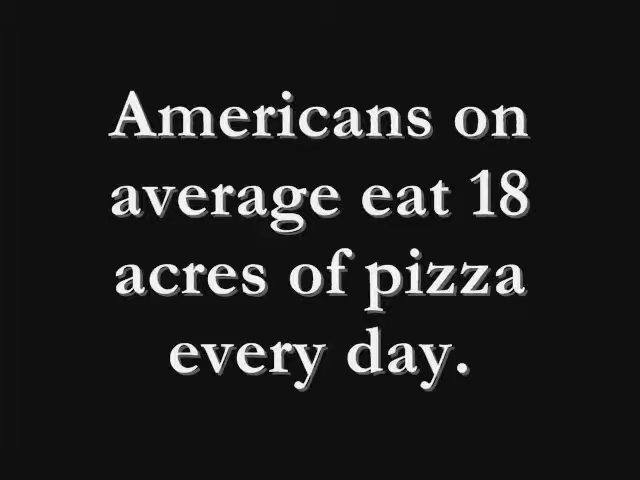 Americans on
average eat 18
acres of pizza
every day.